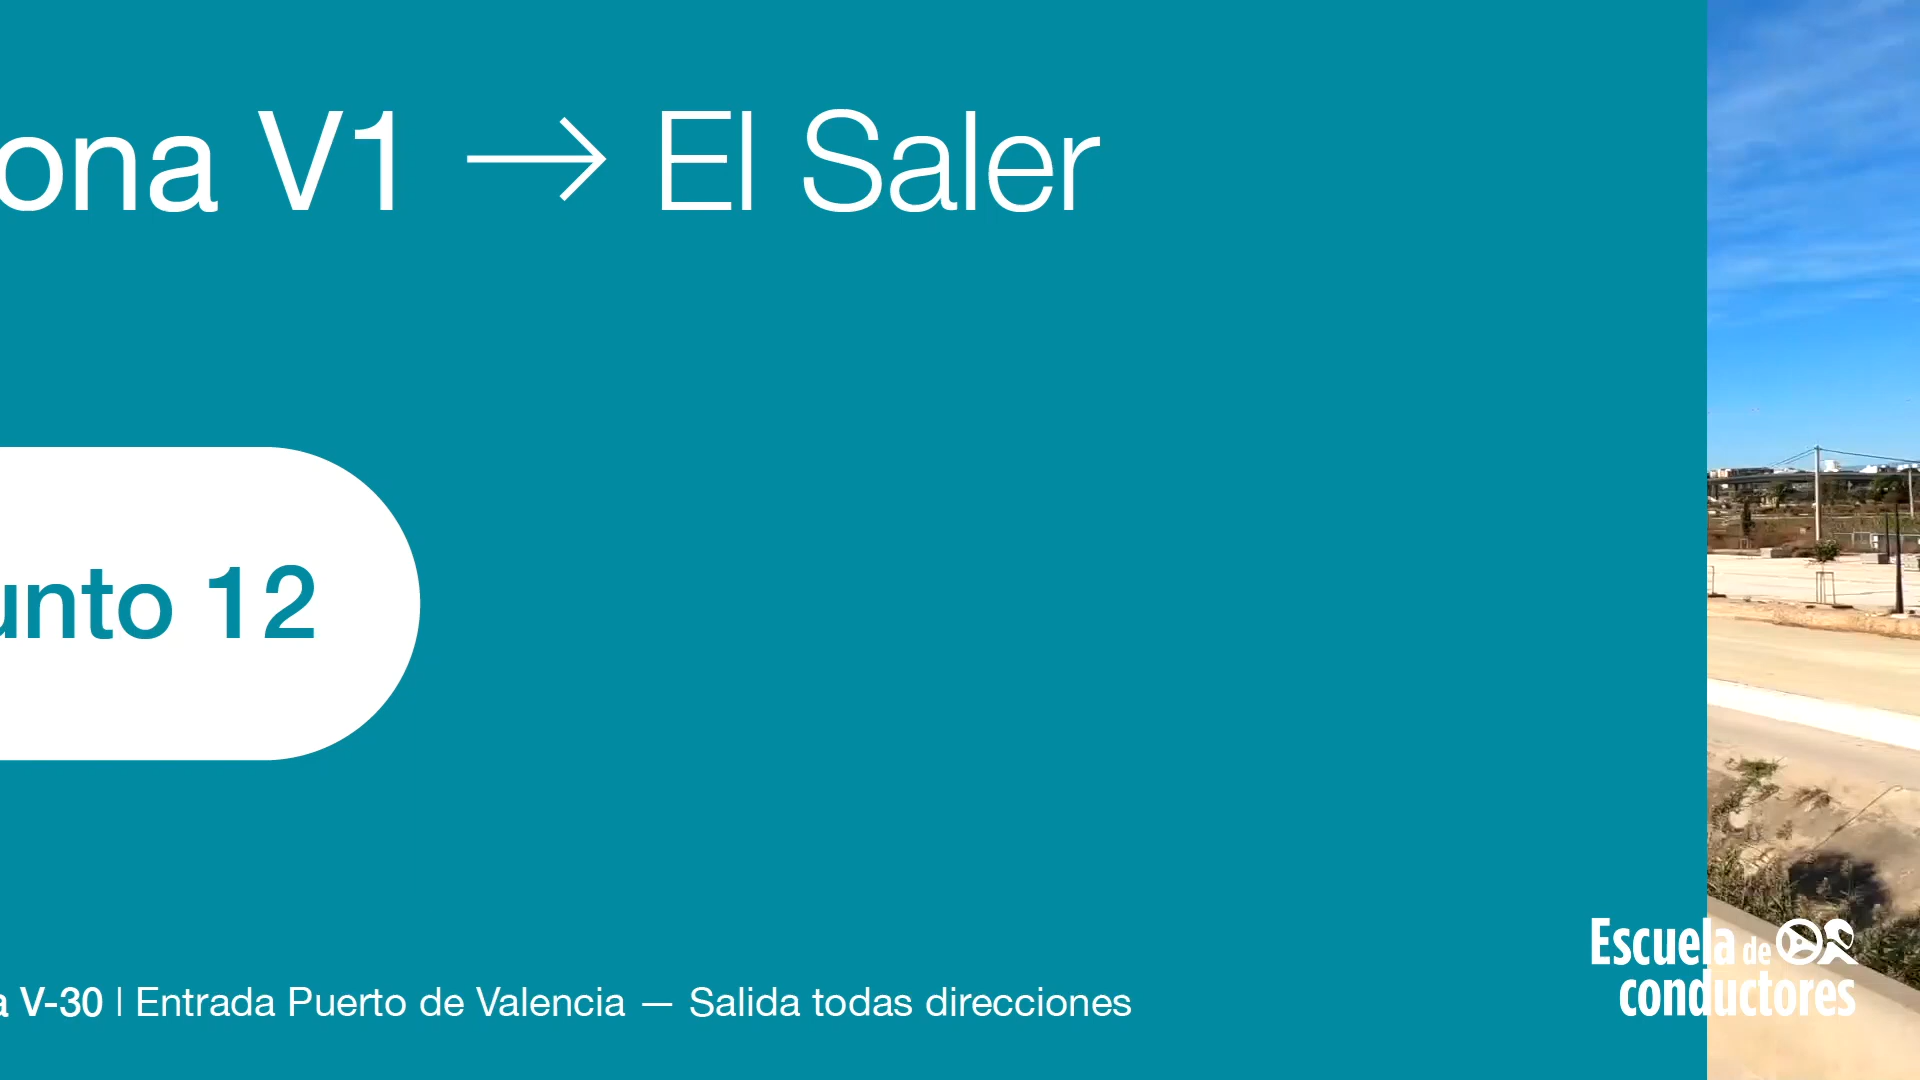 ona V1 → El Saler
unto 12
a V-30 | Entrada Puerto de Valencia — Salida todas direcciones
Escuela de
conductores